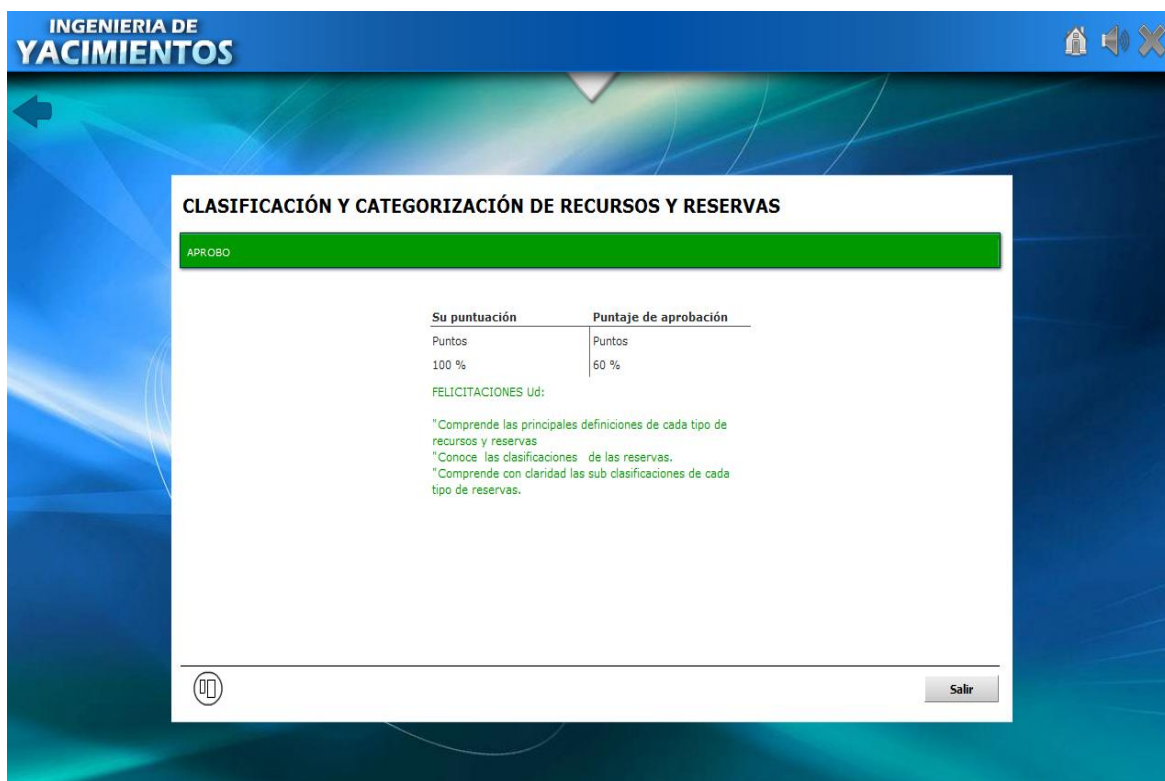 INGENIERIA DE
YACIMIENTOS
CLASIFICACIÓN Y CATEGORIZACIÓN DE RECURSOS Y RESERVAS
APROBO
Su puntuación Puntaje de aprobación
Puntos Puntos
100 % 60 %
FELICITACIONES Ud:
"Comprende las principales definiciones de cada tipo de
recursos y reservas
"Conoce las clasificaciones de las reservas.
"Comprende con claridad las sub clasificaciones de cada
tipo de reservas.
Salir